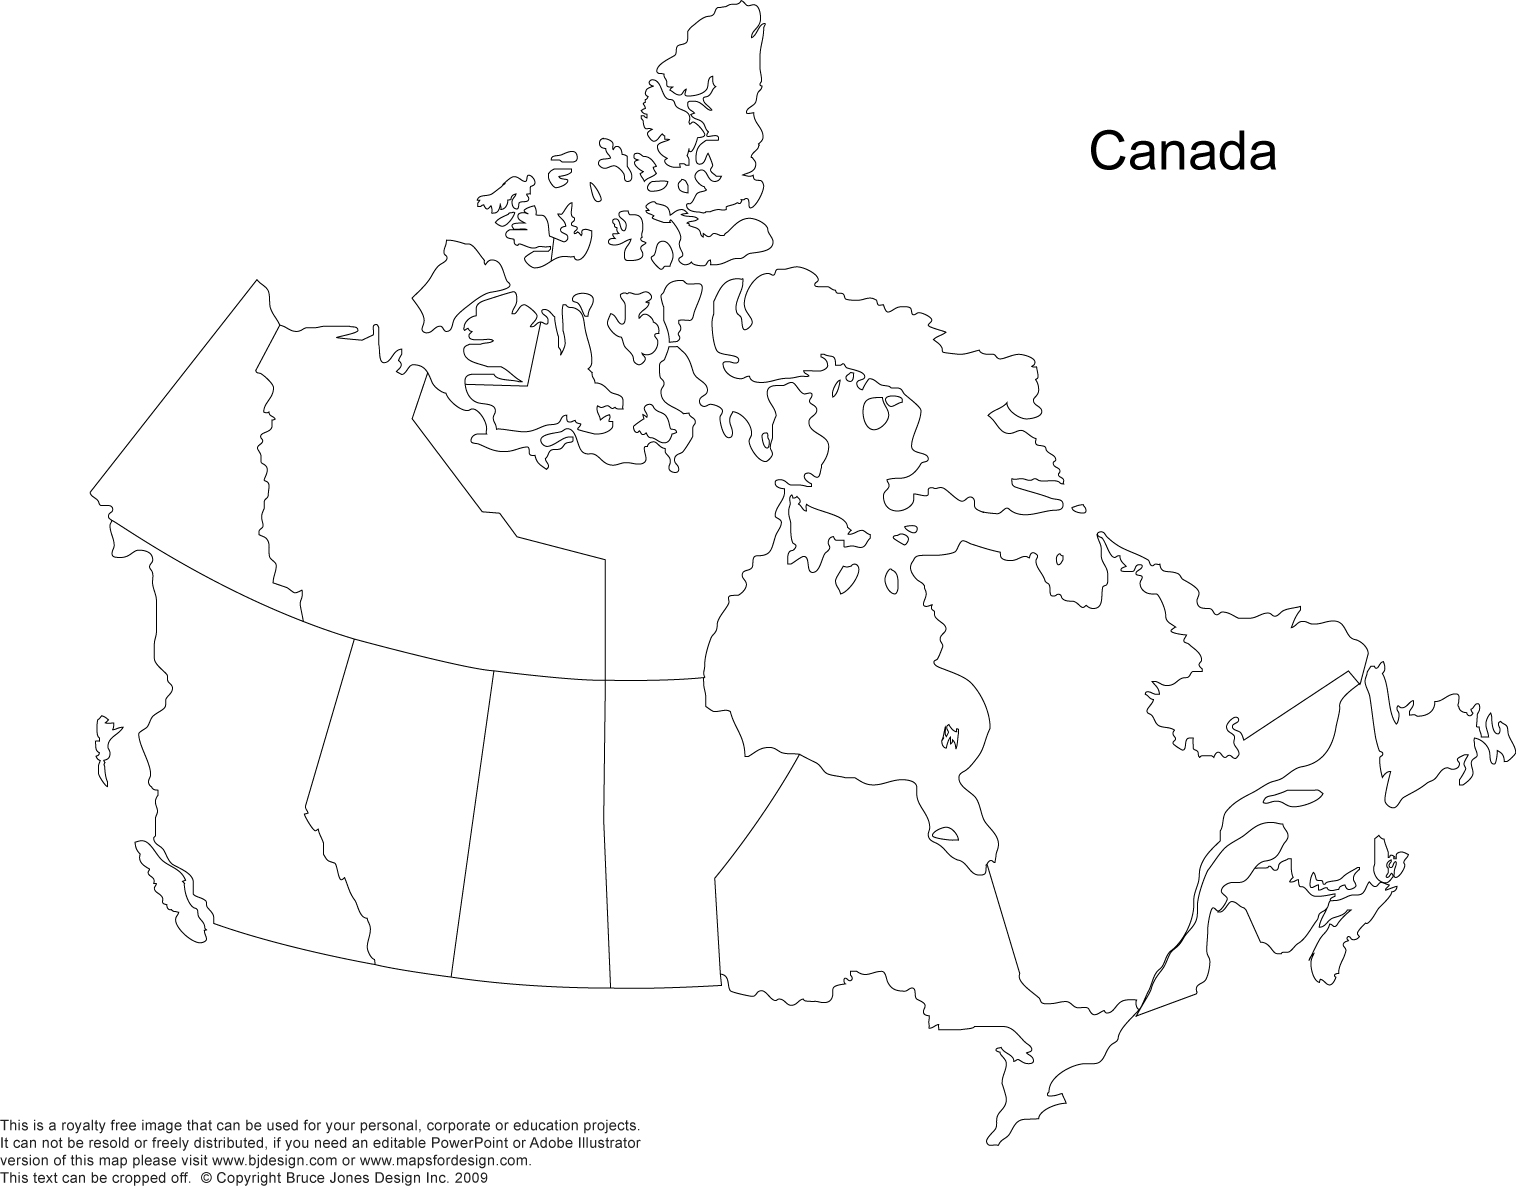 Canada
This is a royalty free image that can be used for your personal, corporate or education projects.
It can not be resold or freely distributed, if you need an editable PowerPoint or Adobe Illustrator
version of this map please visit www.bjdesign.com or www.mapsfordesign.com.
This text can be cropped off.  © Copyright Bruce Jones Design Inc. 2009